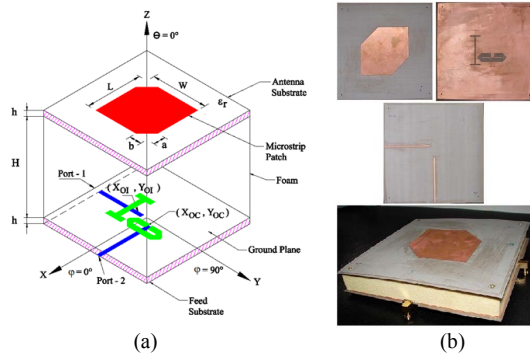 Z
Θ = 0°
L
W
Antenna
Substrate
εr
h
b
a
Microstrip
Patch
H
Port - 1
(XOI , YOI)
Foam
(XOC , YOC)
h
Ground Plane
X
φ=0°
φ = 90°
Y
Port - 2
Feed
Substrate
(a)
(b)